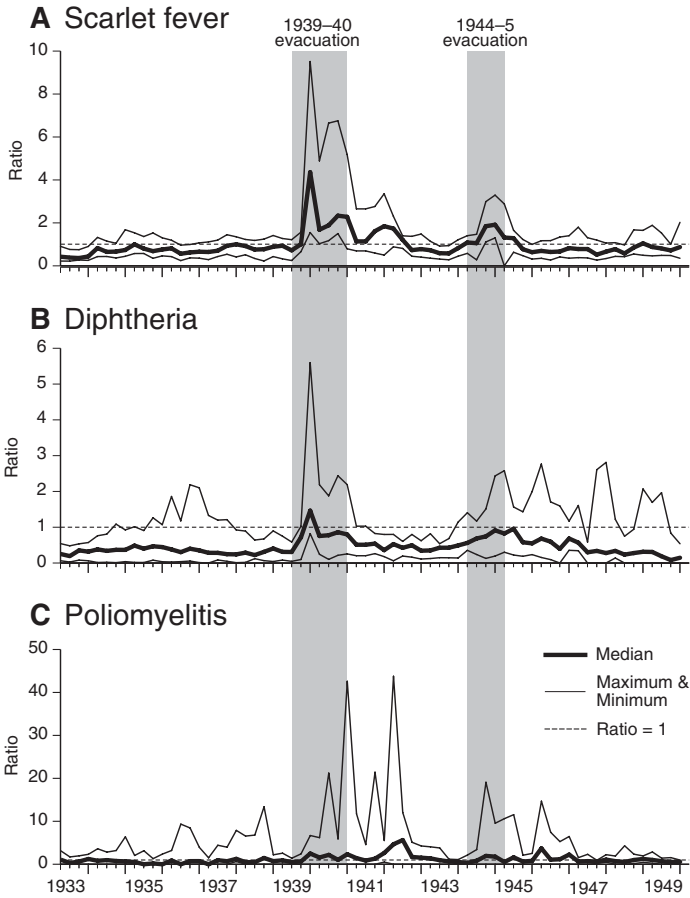 A Scarlet fever
1939–40
evacuation
1944–5
evacuation
10
8
6
4
2
0
Ratio
B Diphtheria
6
5
4
3
2
1
0
Ratio
C Poliomyelitis
50
40
30
20
10
0
Ratio
Median
Maximum &
Minimum
Ratio = 1
1933 1935 1937 1939 1941 1943 1945 1947 1949